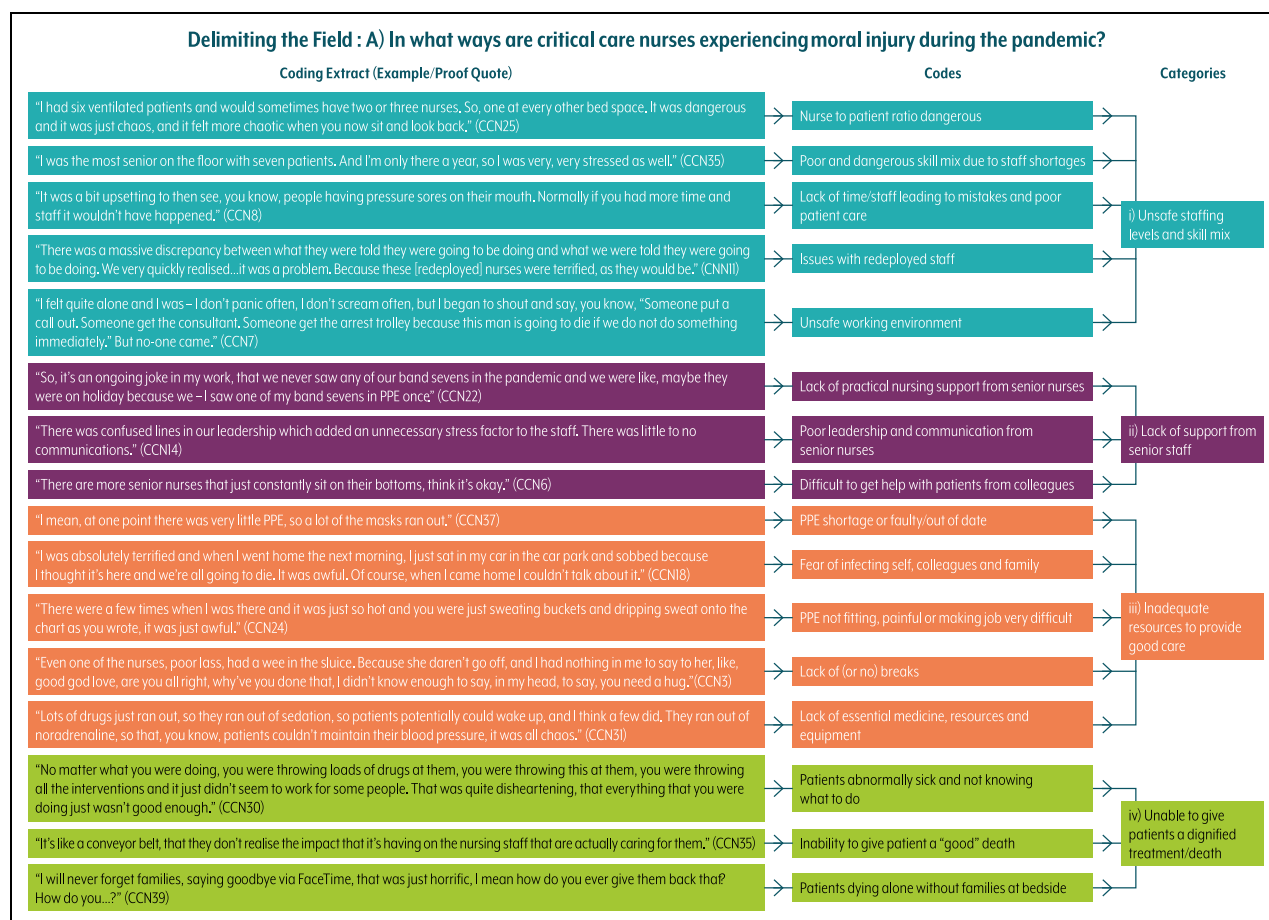 Delimiting the Field : A) In what ways are critical care nurses experiencing moral injury during the pandemic?
Coding Extract (Example/Proof Quote)
Codes
Categories
“I had six ventilated patients and would sometimes have two or three nurses. So, one at every other bed space. It was dangerous
and it was just chaos, and it felt more chaotic when you now sit and look back.” (CCN25)
Nurse to patient ratio dangerous
“I was the most senior on the floor with seven patients. And I’m only there a year, so I was very, very stressed as well.” (CCN35)
Poor and dangerous skill mix due to staff shortages
“It was a bit upsetting to then see, you know, people having pressure sores on their mouth. Normally if you had more time and
staff it wouldn’t have happened.” (CCN8)
Lack of time/staff leading to mistakes and poor
patient care
“There was a massive discrepancy between what they were told they were going to be doing and what we were told they were going
to be doing. We very quickly realised...it was a problem. Because these [redeployed] nurses were terrified, as they would be.” (CNN11)
Issues with redeployed staff
“I felt quite alone and I was – I don’t panic often, I don’t scream often, but I began to shout and say, you know, “Someone put a
call out. Someone get the consultant. Someone get the arrest trolley because this man is going to die if we do not do something
immediately.” But no-one came.” (CCN7)
Unsafe working environment
i) Unsafe staffing
levels and skill mix
“So, it’s an ongoing joke in my work, that we never saw any of our band sevens in the pandemic and we were like, maybe they
were on holiday because we – I saw one of my band sevens in PPE once.” (CCN22)
Lack of practical nursing support from senior nurses
“There was confused lines in our leadership which added an unnecessary stress factor to the staff. There was little to no
communications.” (CCN14)
Poor leadership and communication from
senior nurses
“There are more senior nurses that just constantly sit on their bottoms, think it’s okay.” (CCN6)
Difficult to get help with patients from colleagues
ii) Lack of support from
senior staff
“I mean, at one point there was very little PPE, so a lot of the masks ran out.” (CCN37)
PPE shortage or faulty/out of date
“I was absolutely terrified and when I went home the next morning, I just sat in my car in the car park and sobbed because
I thought it’s here and we’re all going to die. It was awful. Of course, when I came home I couldn’t talk about it.” (CCN18)
Fear of infecting self, colleagues and family
“There were a few times when I was there and it was just so hot and you were just sweating buckets and dripping sweat onto the
chart as you wrote, it was just awful.” (CCN24)
PPE not fitting, painful or making job very difficult
“Even one of the nurses, poor lass, had a wee in the sluice. Because she daren’t go off, and I had nothing in me to say to her, like,
good god love, are you all right, why’ve you done that, I didn’t know enough to say, in my head, to say, you need a hug.”(CCN3)
Lack of (or no) breaks
“Lots of drugs just ran out, so they ran out of sedation, so patients potentially could wake up, and I think a few did. They ran out of
noradrenaline, so that, you know, patients couldn’t maintain their blood pressure, it was all chaos.” (CCN31)
Lack of essential medicine, resources and
equipment
iii) Inadequate
resources to provide
good care
“No matter what you were doing, you were throwing loads of drugs at them, you were throwing this at them, you were throwing
all the interventions and it just didn’t seem to work for some people. That was quite disheartening, that everything that you were
doing just wasn’t good enough.” (CCN30)
Patients abnormally sick and not knowing
what to do
“It’s like a conveyor belt, that they don’t realise the impact that it’s having on the nursing staff that are actually caring for them.” (CCN35)
Inability to give patient a “good” death
“I will never forget families, saying goodbye via FaceTime, that was just horrific, I mean how do you ever give them back that?
How do you...?” (CCN39)
Patients dying alone without families at bedside
iv) Unable to give
patients a dignified
treatment/death